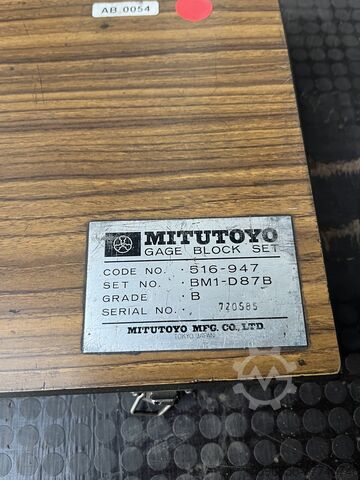 AB 0054
MITUTOYO
GAGE BLOCK SET
CODE NO. · 516-947
SET NO. · BM1-D87B
GRADE · B
SERIAL NO. · 720585
MITUTOYO MFG. CO., LTD.
TOKYO JAPAN